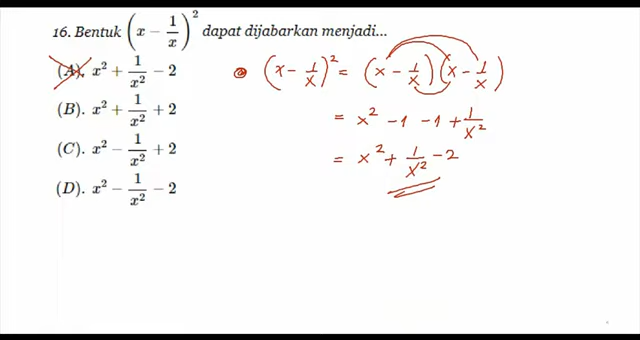 16. Bentuk (x − 1/x)² dapat dijabarkan menjadi...
(A). x² + 1/x² − 2
(B). x² + 1/x² + 2
(C). x² − 1/x² + 2
(D). x² − 1/x² − 2
(x − 1/x)² = (x − 1/x)(x − 1/x)
= x² − 1 − 1 + 1/x²
= x² + 1/x² − 2